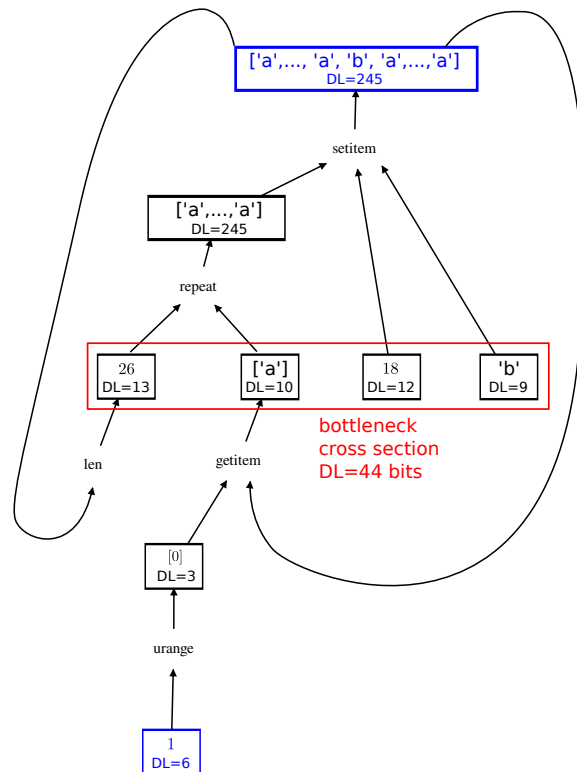 ['a',..., 'a', 'b', 'a',...,'a']
DL=245
setitem
['a',...,'a']
DL=245
repeat
26
DL=13
['a']
DL=10
18
DL=12
'b'
DL=9
bottleneck
cross section
DL=44 bits
len
getitem
[0]
DL=3
urange
1
DL=6